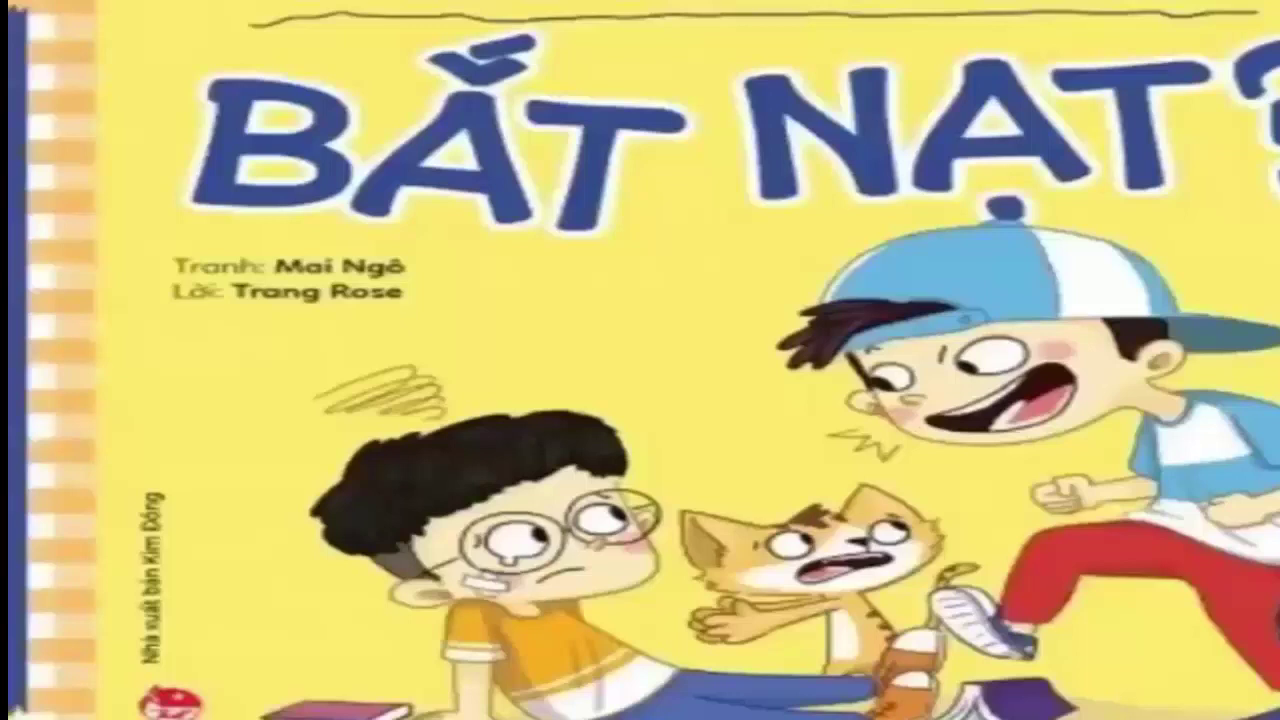 BẮT NẠT?
Tranh: Mai Ngô
Lời: Trang Rose
Nhà xuất bản Kim Đồng